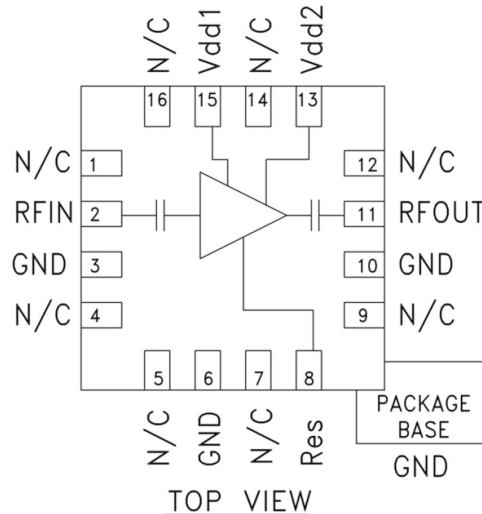 N/C Vdd1 N/C Vdd2
16 15 14 13
N/C 1 12 N/C
RFIN 2 11 RFOUT
GND 3 10 GND
N/C 4 9 N/C
5 6 7 8
N/C GND N/C Res
PACKAGE
BASE
GND
TOP VIEW